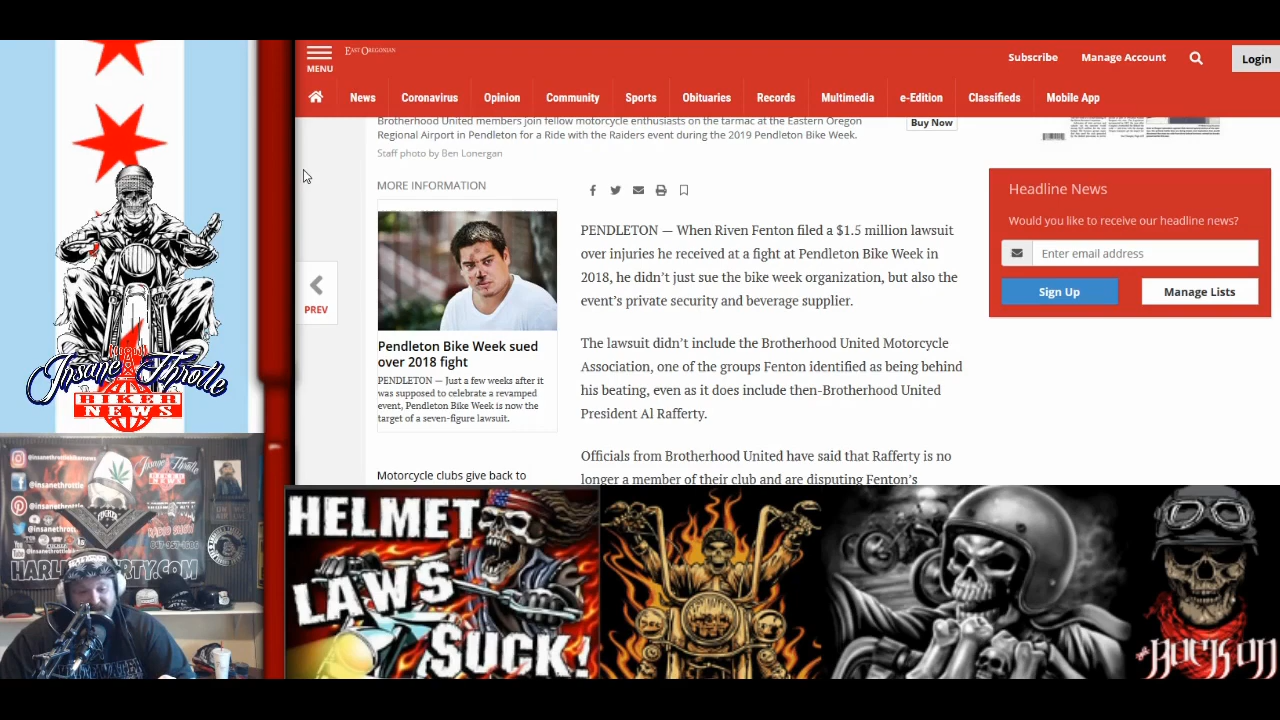 EAST OREGONIAN
MENU
Subscribe
Manage Account
Login
News
Coronavirus
Opinion
Community
Sports
Obituaries
Records
Multimedia
e-Edition
Classifieds
Mobile App
Brotherhood United members join fellow motorcycle enthusiasts on the tarmac at the Eastern Oregon
Regional Airport in Pendleton for a Ride with the Raiders event during the 2019 Pendleton Bike Week.
Staff photo by Ben Lonergan
Buy Now
MORE INFORMATION
Pendleton Bike Week sued
over 2018 fight
PENDLETON — Just a few weeks after it
was supposed to celebrate a revamped
event, Pendleton Bike Week is now the
target of a seven-figure lawsuit.
Motorcycle clubs give back to
PREV
PENDLETON — When Riven Fenton filed a $1.5 million lawsuit
over injuries he received at a fight at Pendleton Bike Week in
2018, he didn't just sue the bike week organization, but also the
event's private security and beverage supplier.
The lawsuit didn't include the Brotherhood United Motorcycle
Association, one of the groups Fenton identified as being behind
his beating, even as it does include then-Brotherhood United
President Al Rafferty.
Officials from Brotherhood United have said that Rafferty is no
longer a member of their club and are disputing Fenton's
Headline News
Would you like to receive our headline news?
Enter email address
Sign Up
Manage Lists
Insane Throttle
BIKER
NEWS
@insanethrottlebikernews
@insanethrottle
RADIO SHOW
HELMET
LAWS
SUCK!